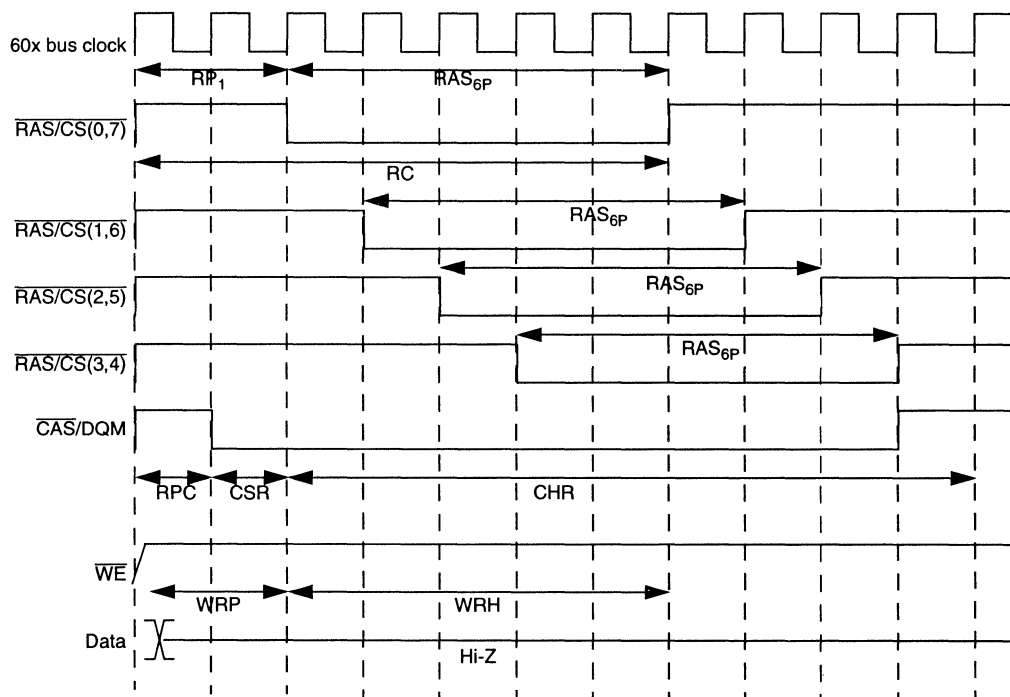 60x bus clock
RP₁
RAS₆P
RAS/CS(0,7)
RC
RAS/CS(1,6)
RAS₆P
RAS/CS(2,5)
RAS₆P
RAS/CS(3,4)
RAS₆P
CAS/DQM
RPC
CSR
CHR
WE
WRP
WRH
Data
Hi-Z